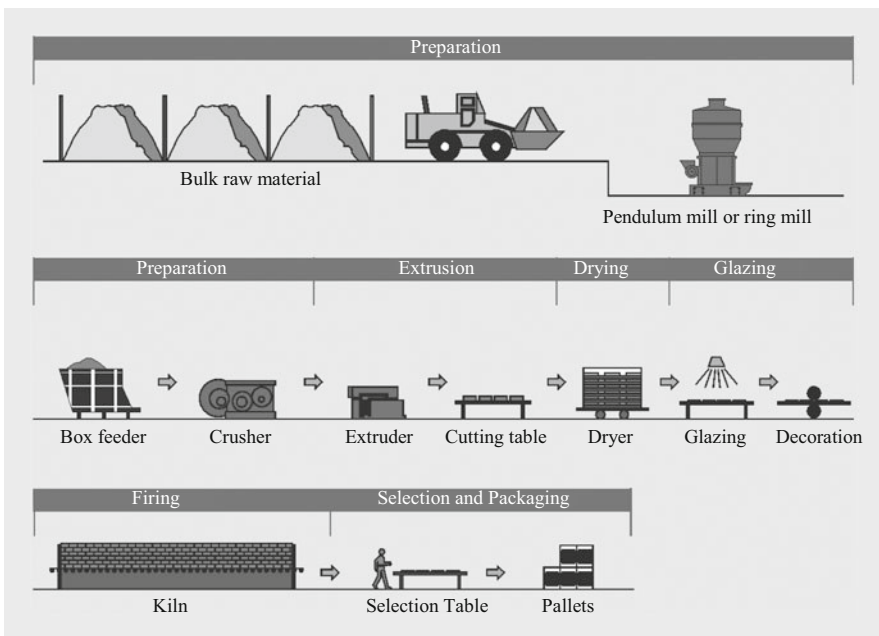 Preparation
Bulk raw material
Pendulum mill or ring mill
Preparation Extrusion Drying Glazing
Box feeder Crusher Extruder Cutting table Dryer Glazing Decoration
Firing Selection and Packaging
Kiln Selection Table Pallets